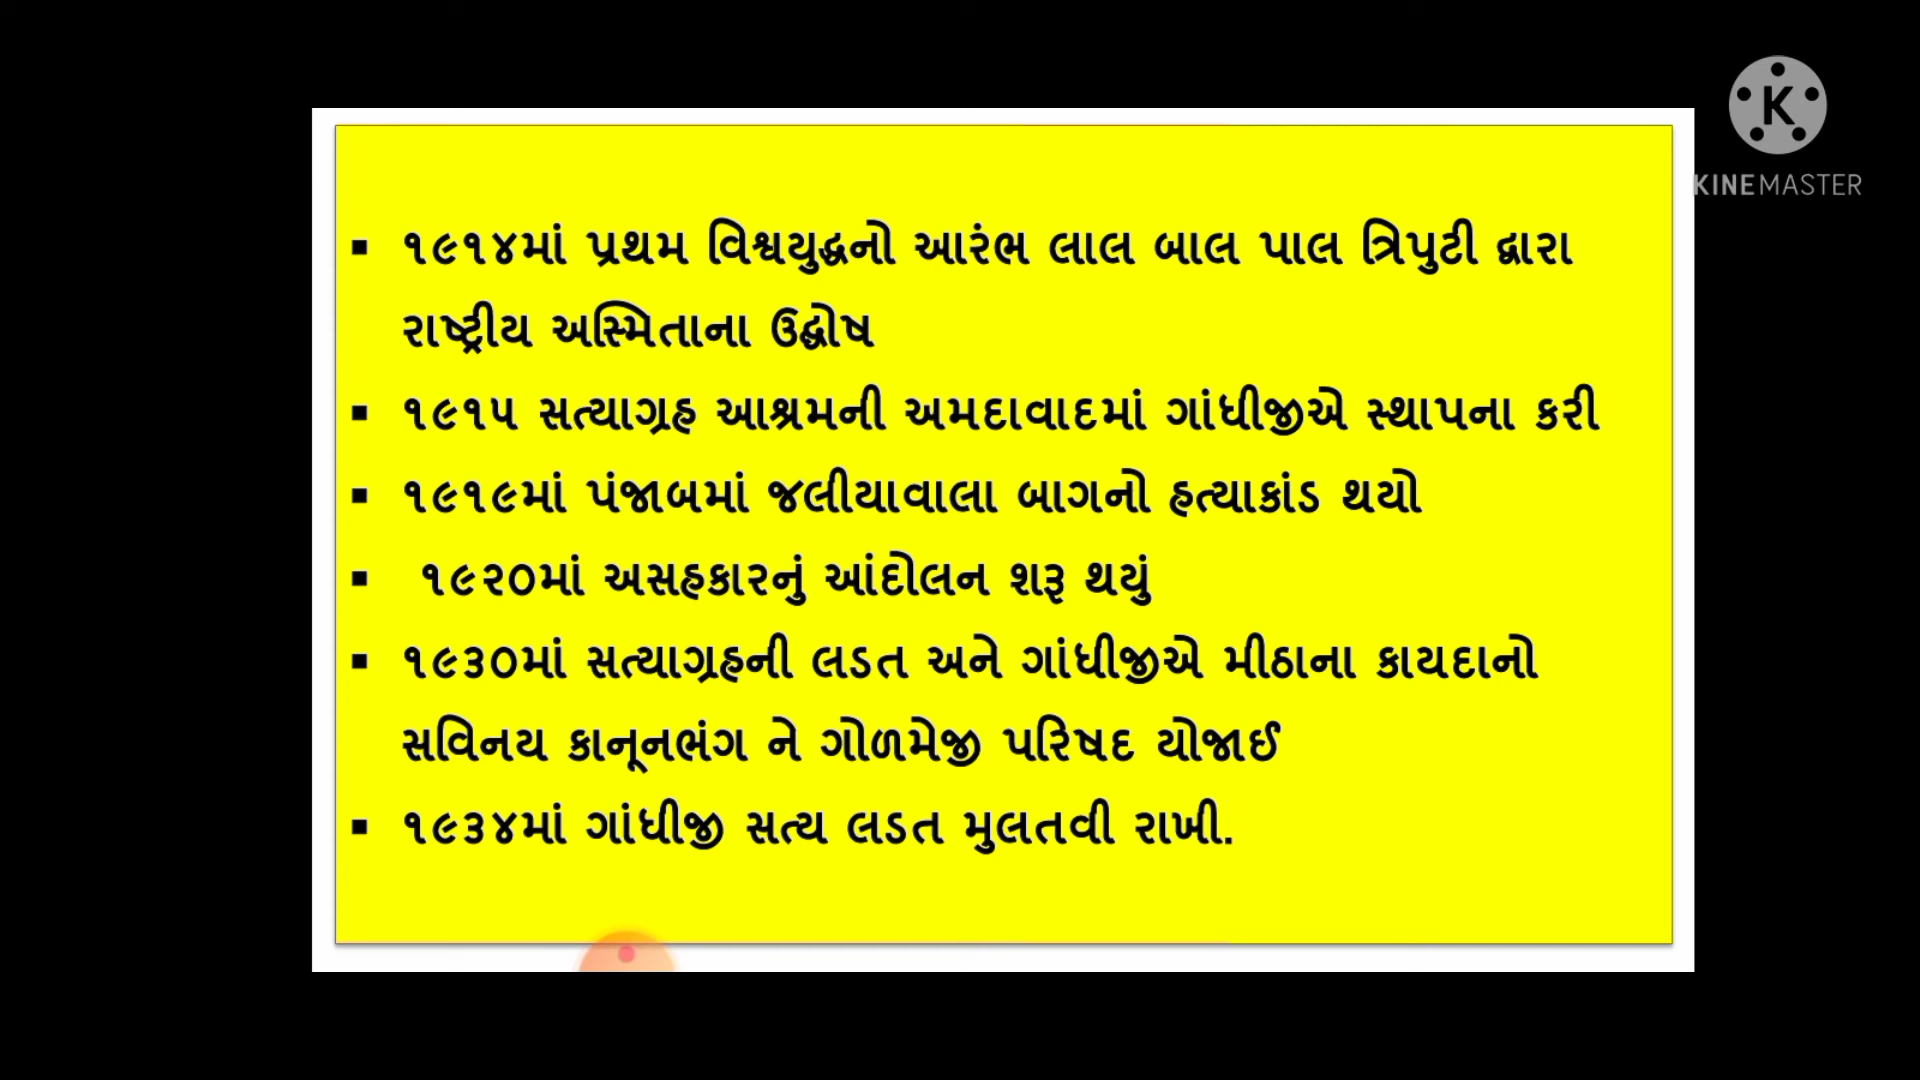 K
KINEMASTER
▪ ૧૯૧૪માં પ્રથમ વિશ્વયુદ્ધનો આરંભ લાલ બાલ પાલ ત્રિપુટી દ્વારા
રાષ્ટ્રીય અસ્મિતાના ઉદ્ઘોષ
▪ ૧૯૧૫ સત્યાગ્રહ આશ્રમની અમદાવાદમાં ગાંધીજીએ સ્થાપના કરી
▪ ૧૯૧૯માં પંજાબમાં જલીયાવાલા બાગનો હત્યાકાંડ થયો
▪ ૧૯૨૦માં અસહકારનું આંદોલન શરૂ થયું
▪ ૧૯૩૦માં સત્યાગ્રહની લડત અને ગાંધીજીએ મીઠાના કાયદાનો
સવિનય કાનૂનભંગ ને ગોળમેજી પરિષદ યોજાઈ
▪ ૧૯૩૪માં ગાંધીજી સત્ય લડત મુલતવી રાખી.